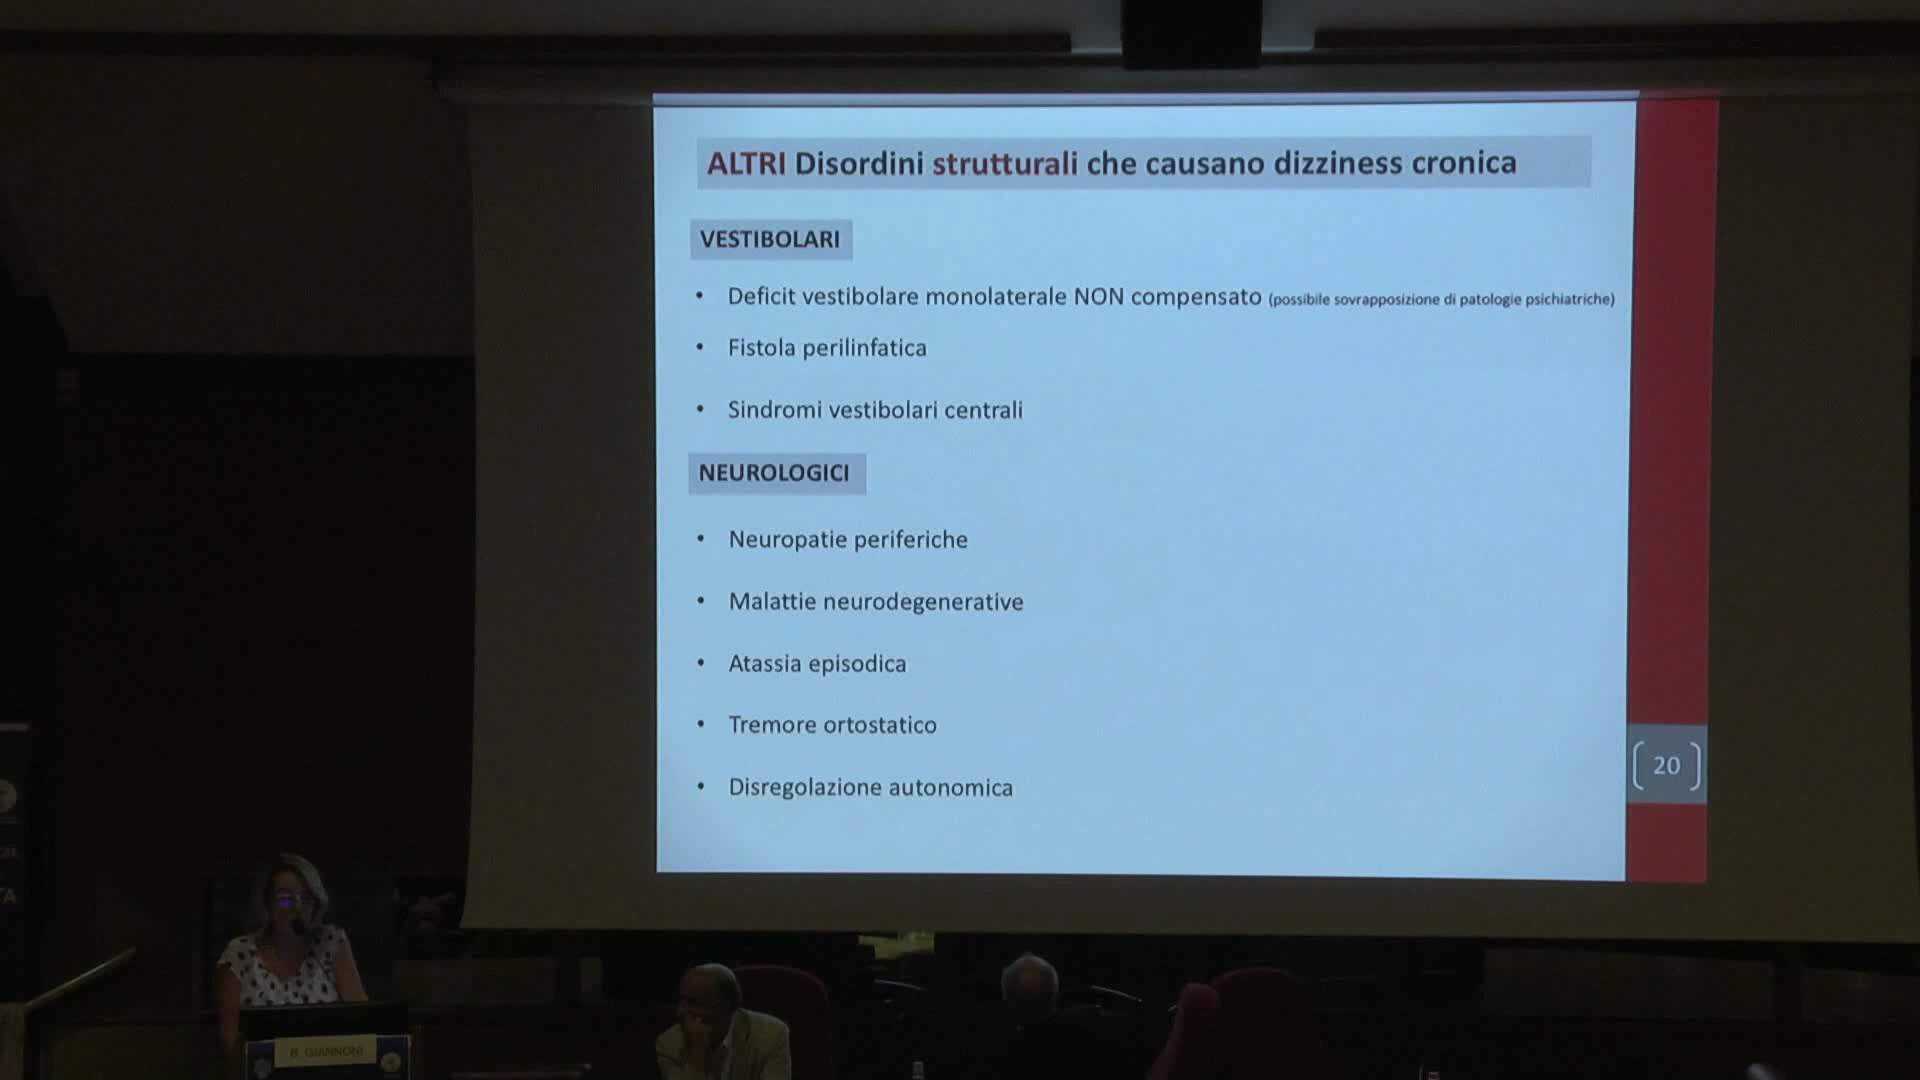 ALTRI Disordini strutturali che causano dizziness cronica
VESTIBOLARI
• Deficit vestibolare monolaterale NON compensato (possibile sovrapposizione di patologie psichiatriche)
• Fistola perilinfatica
• Sindromi vestibolari centrali
NEUROLOGICI
• Neuropatie periferiche
• Malattie neurodegenerative
• Atassia episodica
• Tremore ortostatico
• Disregolazione autonomica
20
B. GIANNONI